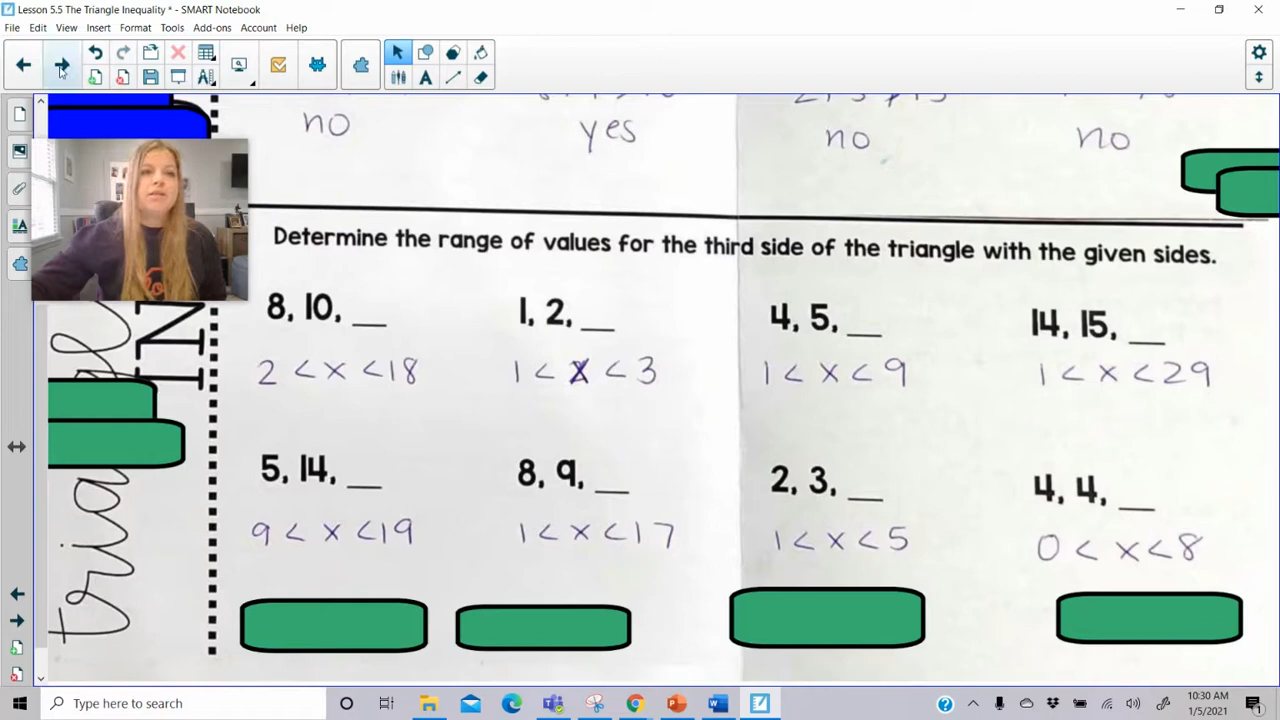 Lesson 5.5 The Triangle Inequality * - SMART Notebook
File Edit View Insert Format Tools Add-ons Account Help
no yes no no
Determine the range of values for the third side of the triangle with the given sides.
8, 10, __ 1, 2, __ 4, 5, __ 14, 15, __
2 < x < 18 1 < x < 3 1 < x < 9 1 < x < 29
5, 14, __ 8, 9, __ 2, 3, __ 4, 4, __
9 < x < 19 1 < x < 17 1 < x < 5 0 < x < 8
Type here to search
10:30 AM
1/5/2021